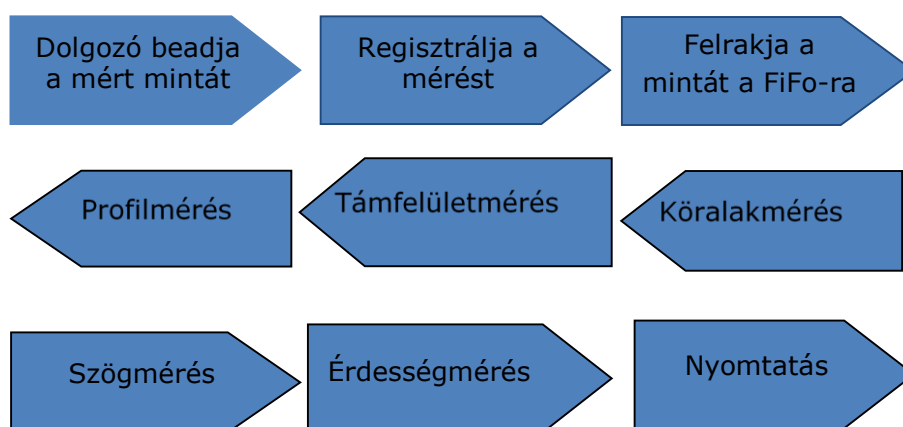 Dolgozó beadja
a mért mintát
Regisztrálja a
mérést
Felrakja a
mintát a FiFo-ra
Profilmérés
Támfelületmérés
Köralakmérés
Szögmérés
Érdességmérés
Nyomtatás